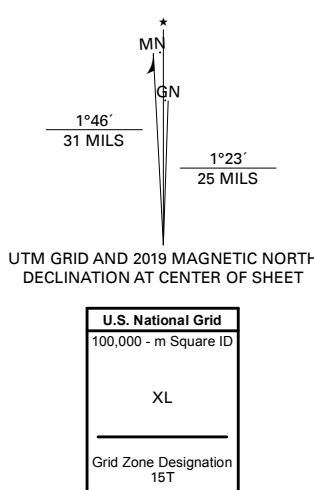 MN
GN
1°46´
31 MILS
1°23´
25 MILS
UTM GRID AND 2019 MAGNETIC NORTH
DECLINATION AT CENTER OF SHEET
U.S. National Grid
100,000 - m Square ID
XL
Grid Zone Designation
15T